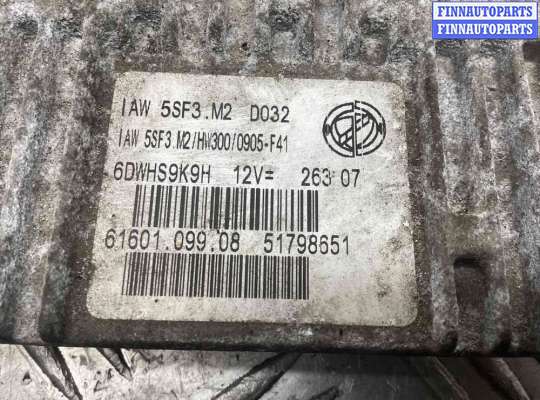 FINNAUTOPARTS
FINNAUTOPARTS
IAW 5SF3.M2 D032
IAW 5SF3.M2/HW300/0905-F41
6DWHS9K9H 12V= 263 07
61601.099.08 51798651